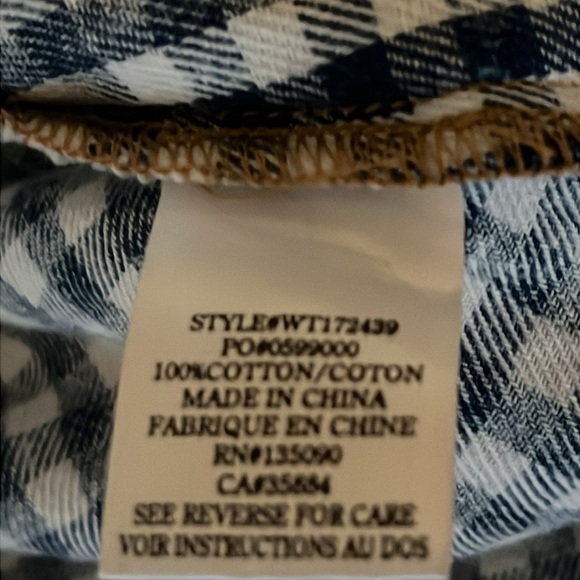 STYLE#WT172439
PO#0599000
100%COTTON/COTON
MADE IN CHINA
FABRIQUE EN CHINE
RN#135090
CA#35684
SEE REVERSE FOR CARE
VOIR INSTRUCTIONS AU DOS